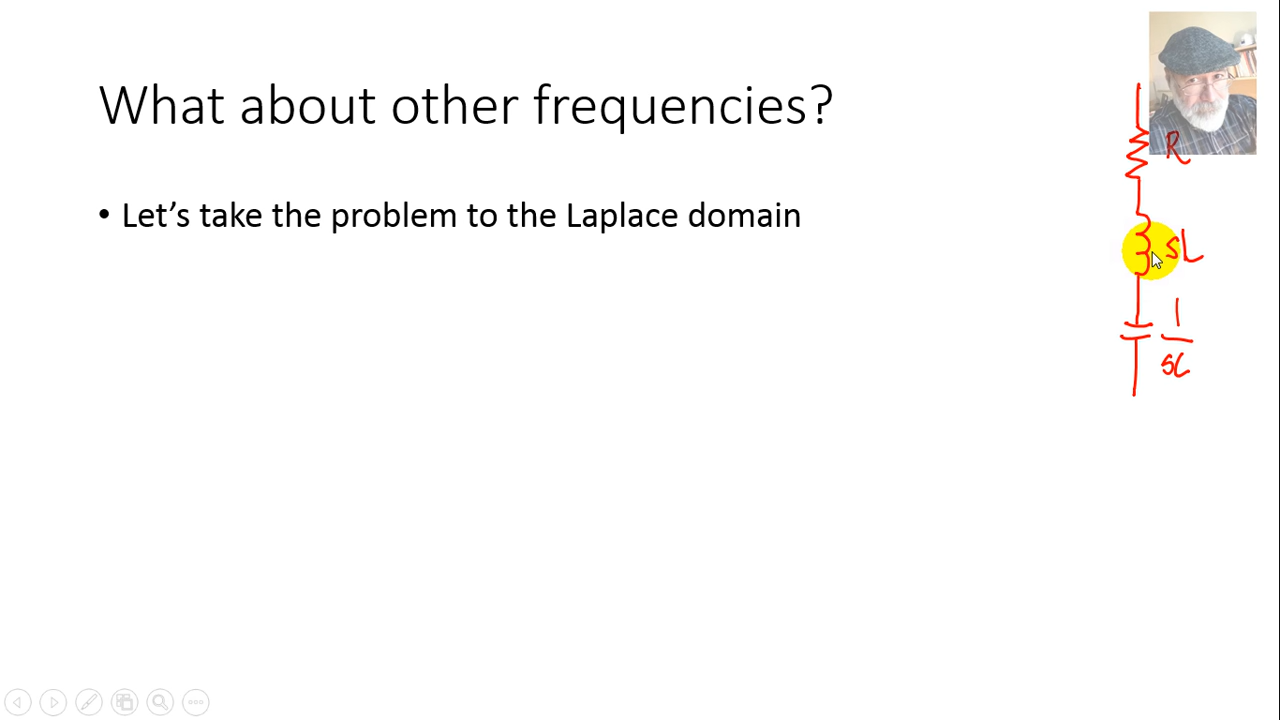 What about other frequencies?
• Let’s take the problem to the Laplace domain
R
sL
1
sC